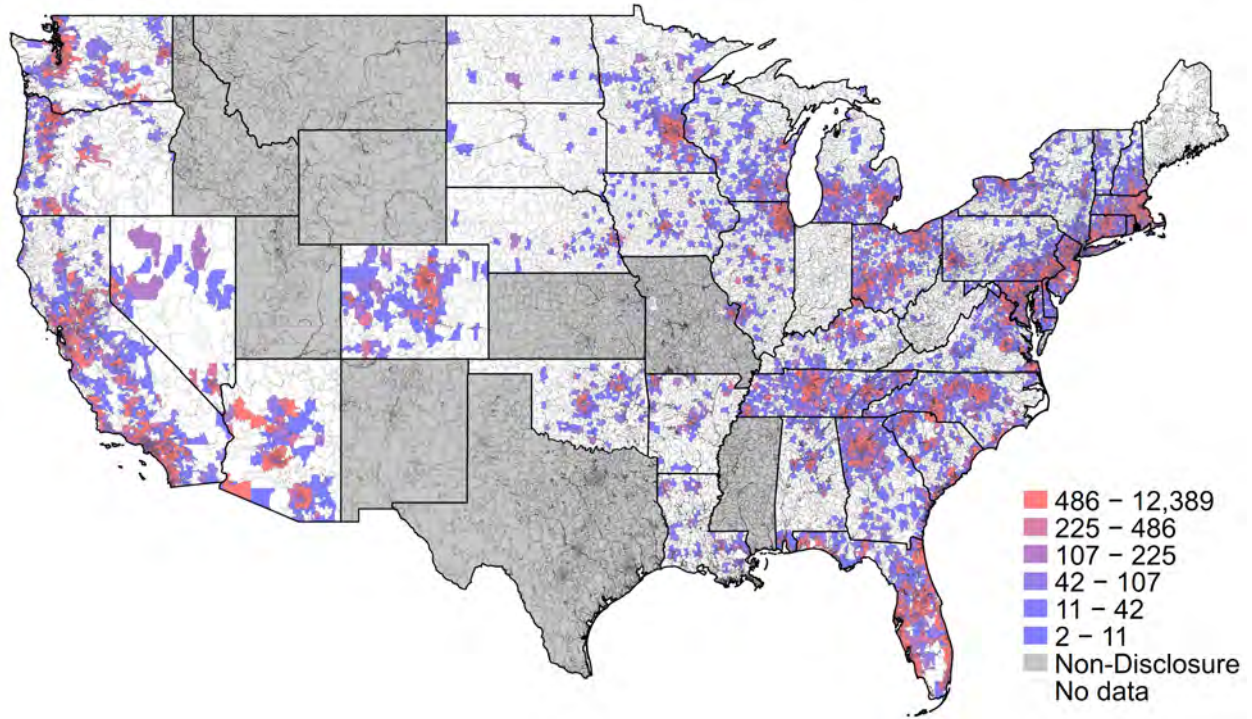 486 – 12,389
225 – 486
107 – 225
42 – 107
11 – 42
2 – 11
Non-Disclosure
No data